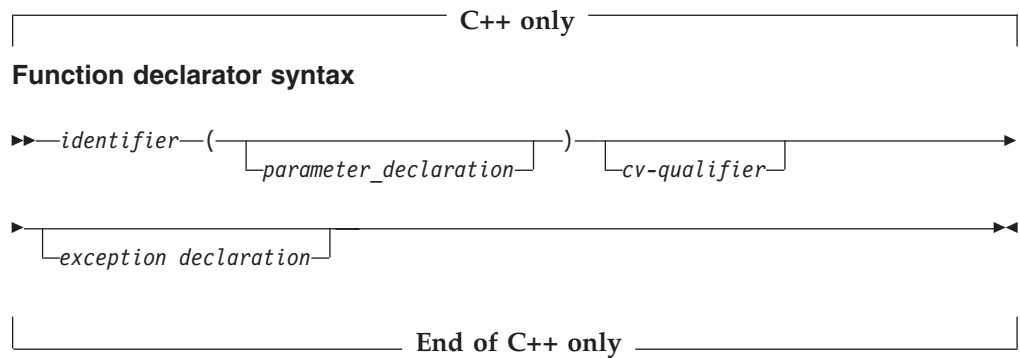 C++ only
Function declarator syntax
identifier ( parameter_declaration ) cv-qualifier
exception declaration
End of C++ only